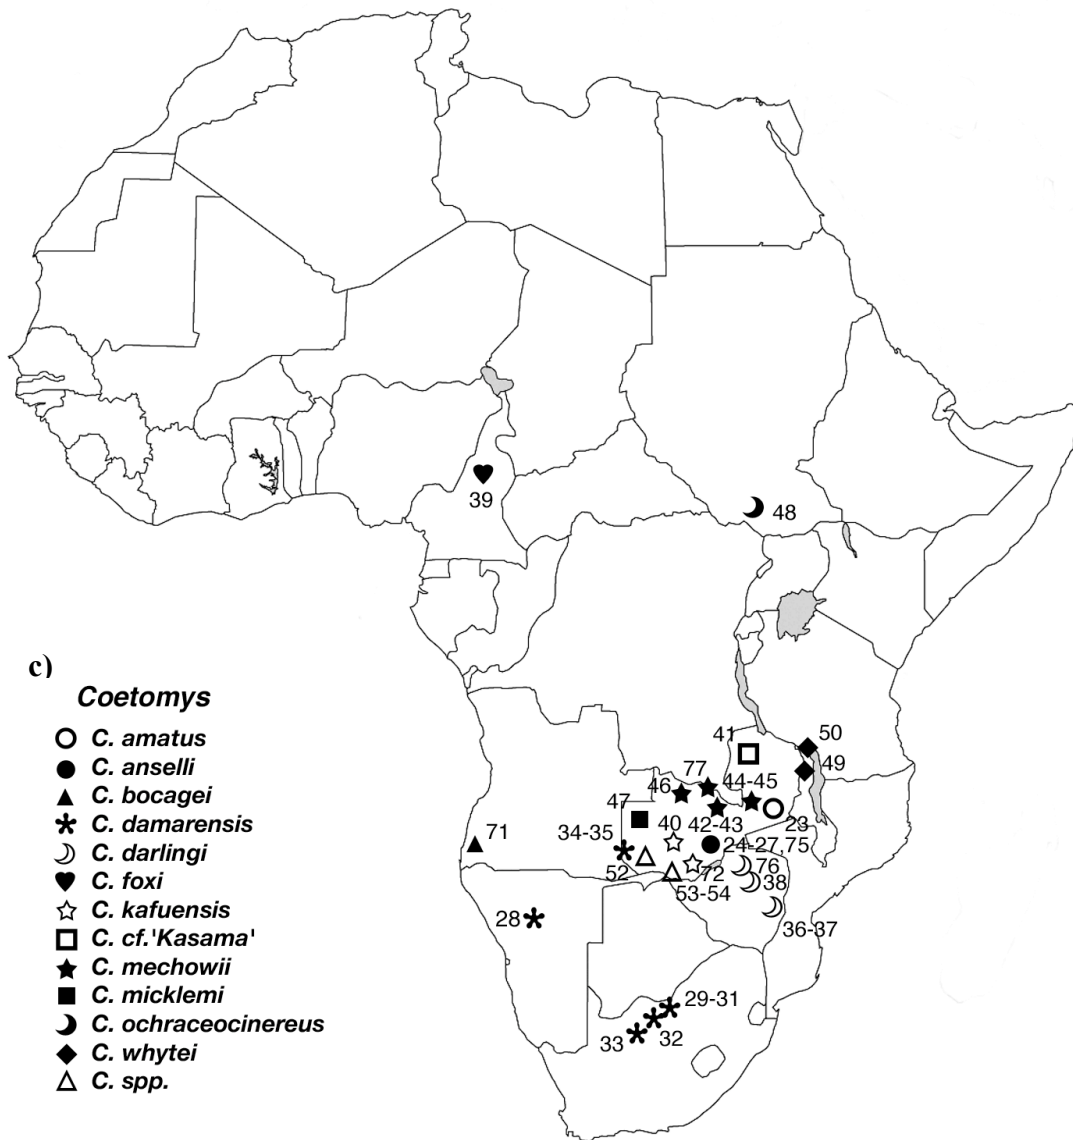 39
48
c)
Coetomys
C. amatus
C. anselli
C. bocagei
C. damarensis
C. darlingi
C. foxi
C. kafuensis
C. cf.'Kasama'
C. mechowii
C. micklemi
C. ochraceocinereus
C. whytei
C. spp.
41
50
49
77
46
44-45
47
40
42-43
23
71
34-35
24-27,75
52
72
76
53-54
38
28
36-37
29-31
33
32